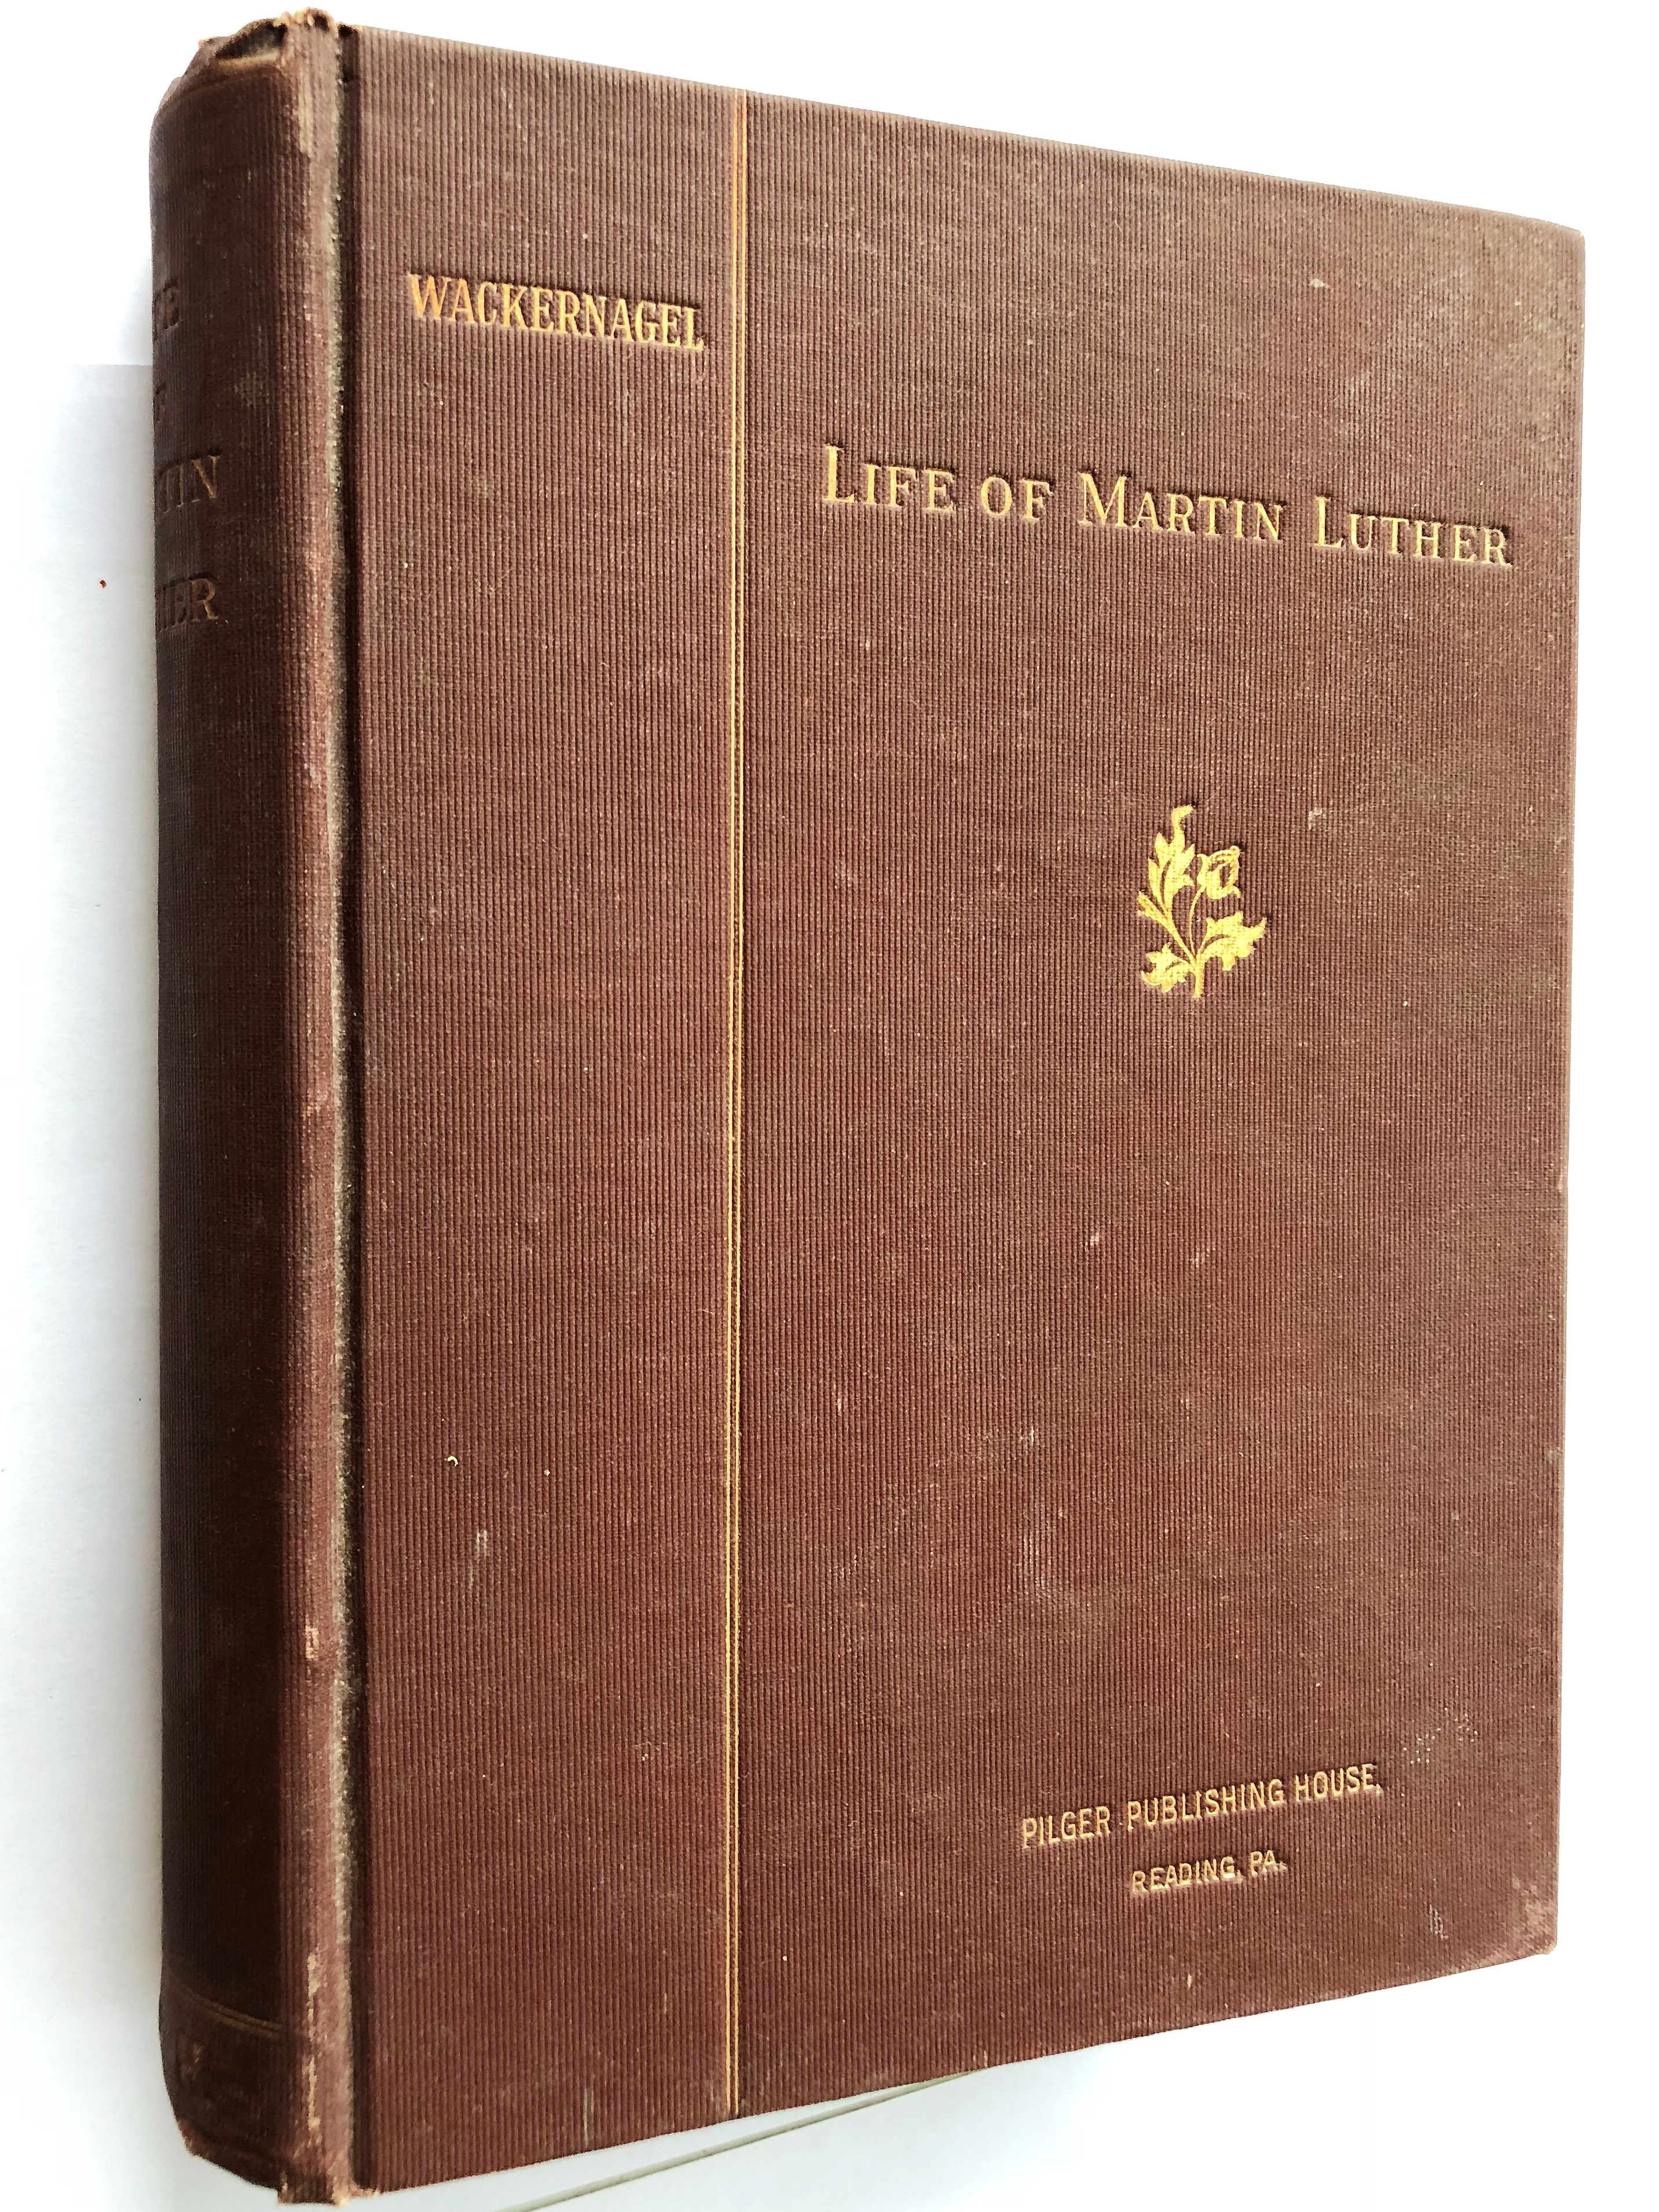 WACKERNAGEL
LIFE OF MARTIN LUTHER
PILGER PUBLISHING HOUSE,
READING, PA.